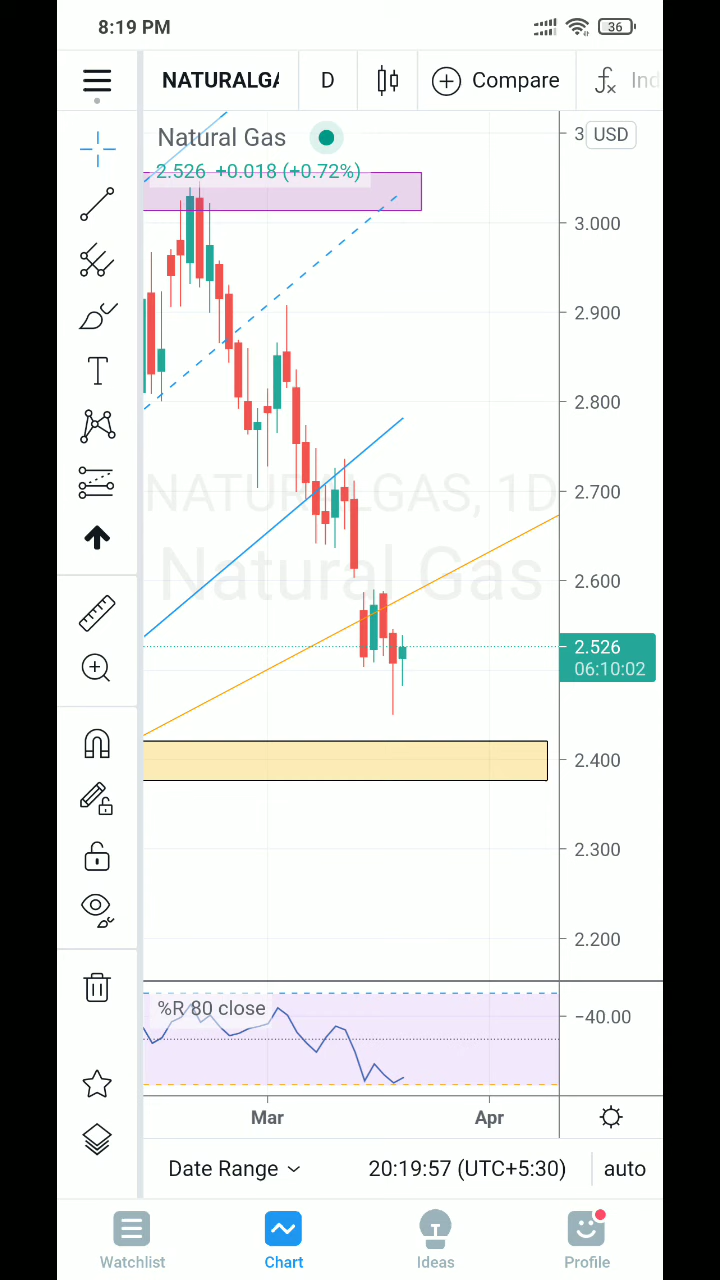 8:19 PM
36
NATURALGA
D
Compare
fx Ind
Natural Gas
2.526 +0.018 (+0.72%)
3 USD
3.000
2.900
2.800
2.700
2.600
2.526
06:10:02
2.400
2.300
2.200
NATURALGAS, 1D
Natural Gas
T
%R 80 close
−40.00
Mar
Apr
Date Range
20:19:57 (UTC+5:30)
auto
Watchlist
Chart
Ideas
Profile